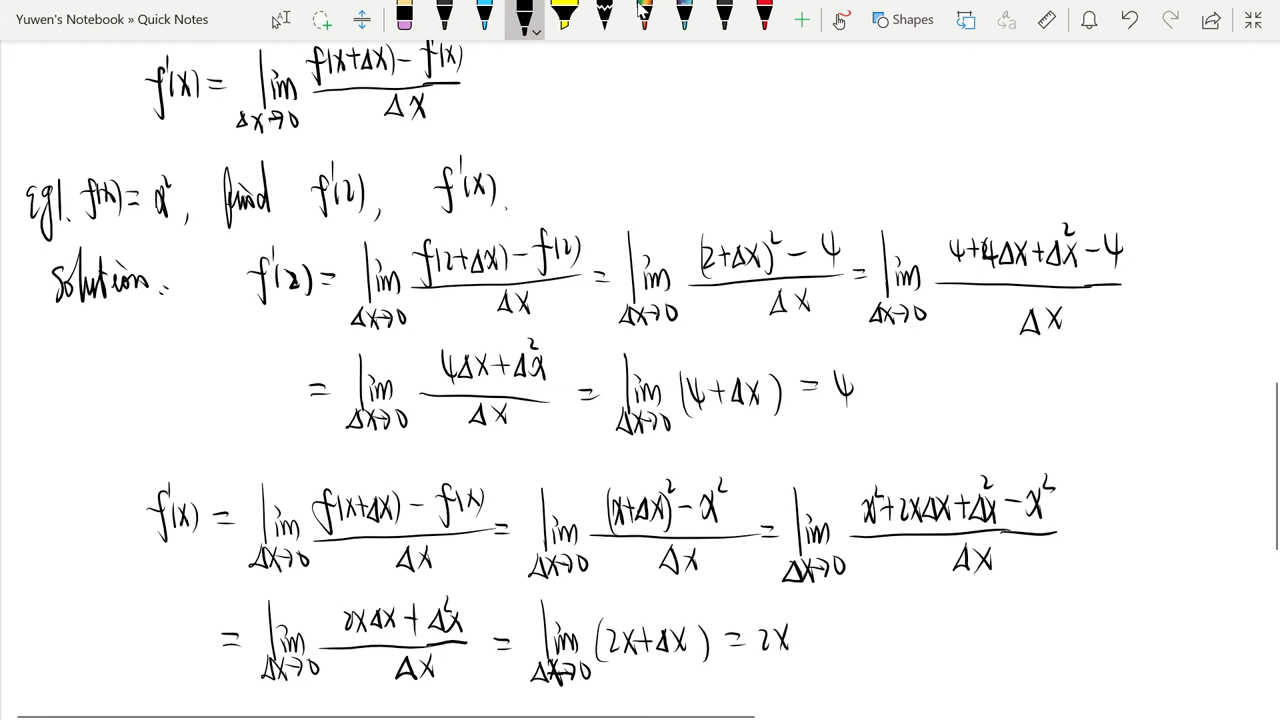 Yuwen's Notebook » Quick Notes Shapes
f'(x) = lim Δx→0 f(x+Δx) - f(x) / Δx
Eg1. f(x) = x², find f'(2), f'(x).
Solution. f'(2) = lim Δx→0 f(2+Δx) - f(2) / Δx = lim Δx→0 (2+Δx)² - 4 / Δx = lim Δx→0 4+4Δx+Δ²x - 4 / Δx
= lim Δx→0 4Δx+Δ²x / Δx = lim Δx→0 (4+Δx) = 4
f'(x) = lim Δx→0 f(x+Δx) - f(x) / Δx = lim Δx→0 (x+Δx)² - x² / Δx = lim Δx→0 x²+2xΔx+Δ²x - x² / Δx
= lim Δx→0 2xΔx + Δ²x / Δx = lim Δx→0 (2x+Δx) = 2x